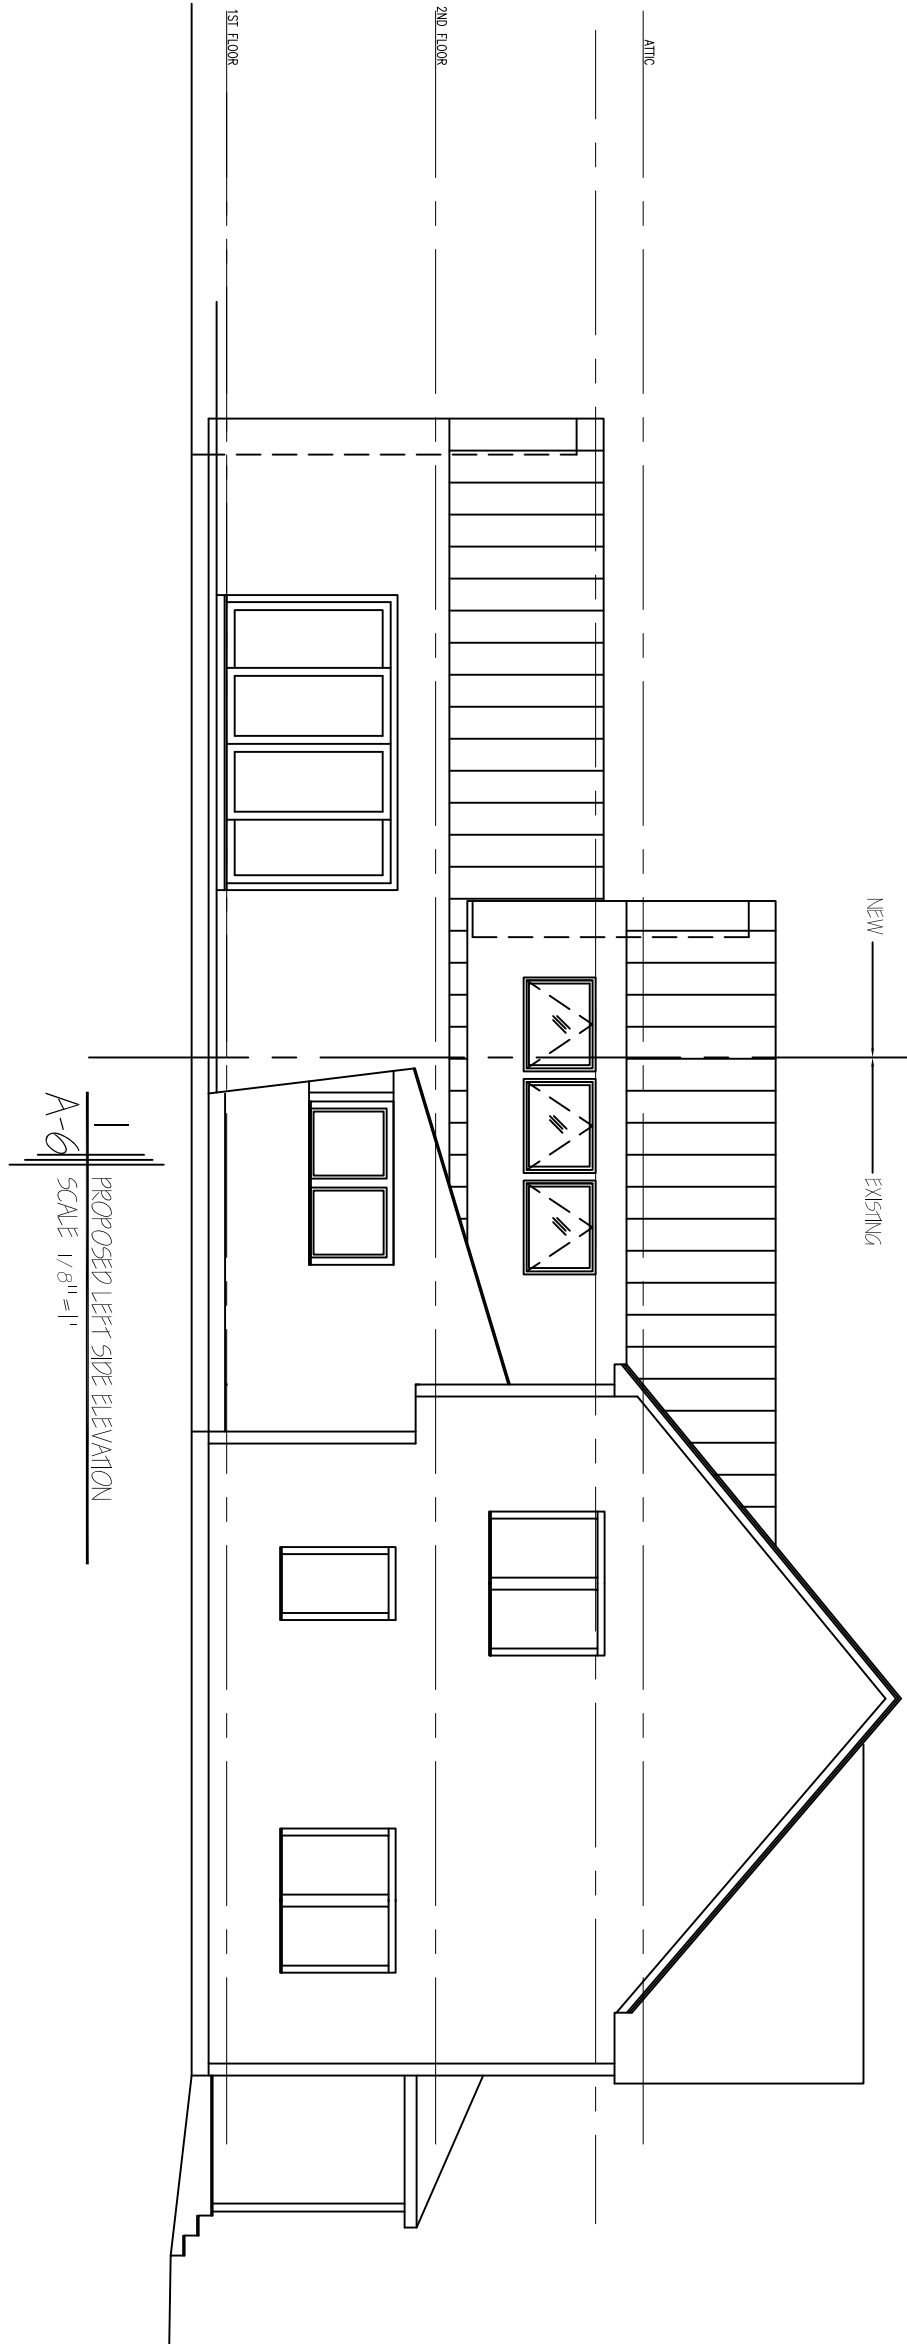 ATTIC
2ND FLOOR
1ST FLOOR
NEW
EXISTING
1
A-6
PROPOSED LEFT SIDE ELEVATION
SCALE 1/8"=1'